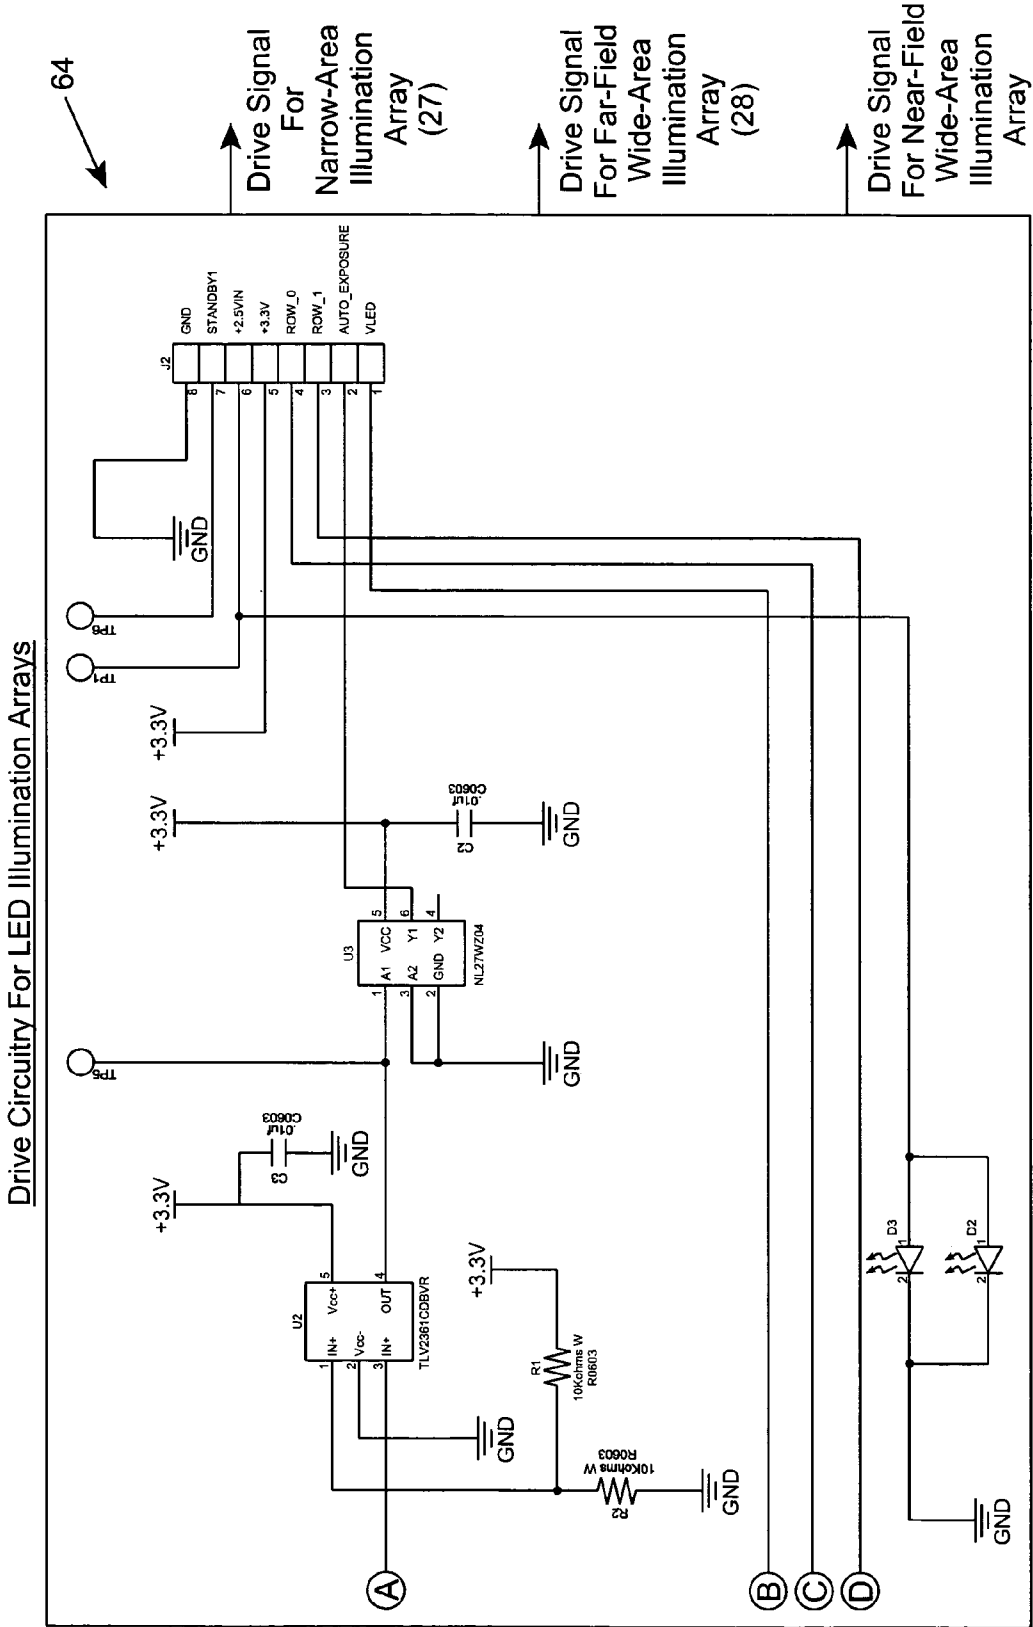 Drive Circuitry For LED Illumination Arrays
64
Drive Signal
For
Narrow-Area
Illumination
Array
(27)
Drive Signal
For Far-Field
Wide-Area
Illumination
Array
(28)
Drive Signal
For Near-Field
Wide-Area
Illumination
Array
J2
8
GND
7
STANDBY1
6
+2.5VIN
5
+3.3V
4
ROW_0
3
ROW_1
2
AUTO_EXPOSURE
1
VLED
GND
TP6
TP1
+3.3V
+3.3V
C2
.01uf
C0603
GND
U3
1 A1 VCC 5
3 A2 Y1 6
2 GND Y2 4
NL27WZ04
GND
TP5
+3.3V
C3
.01uf
C0603
GND
U2
1 IN+ Vcc+ 5
2 Vcc-
3 IN+ OUT 4
TLV2361CDBVR
GND
+3.3V
R1
10Kohms W
R0603
R2
10Kohms W
R0603
GND
A
B
C
D
D3
2 1
D2
2 1
GND